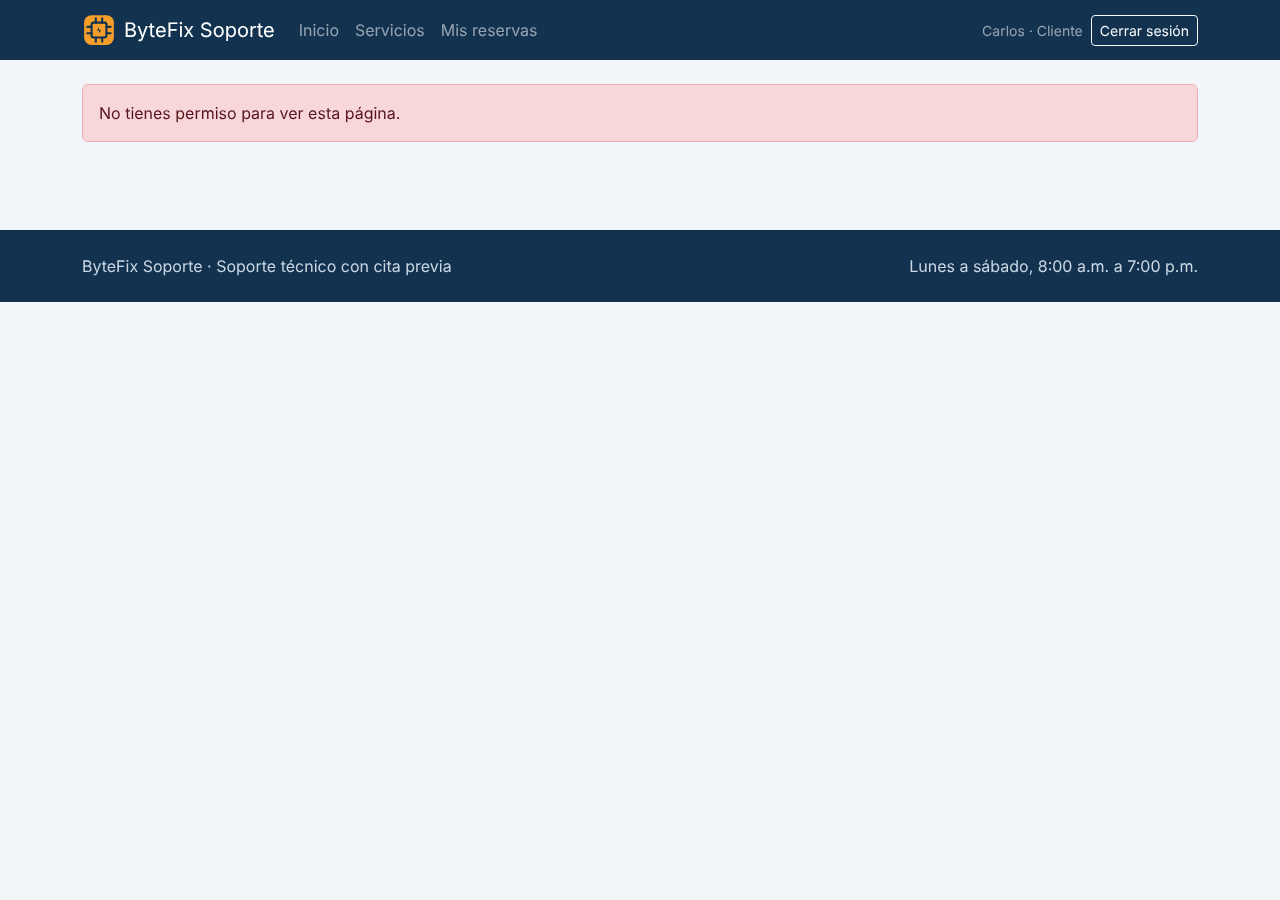 ByteFix Soporte
Inicio
Servicios
Mis reservas
Carlos · Cliente
Cerrar sesión
No tienes permiso para ver esta página.
ByteFix Soporte · Soporte técnico con cita previa
Lunes a sábado, 8:00 a.m. a 7:00 p.m.